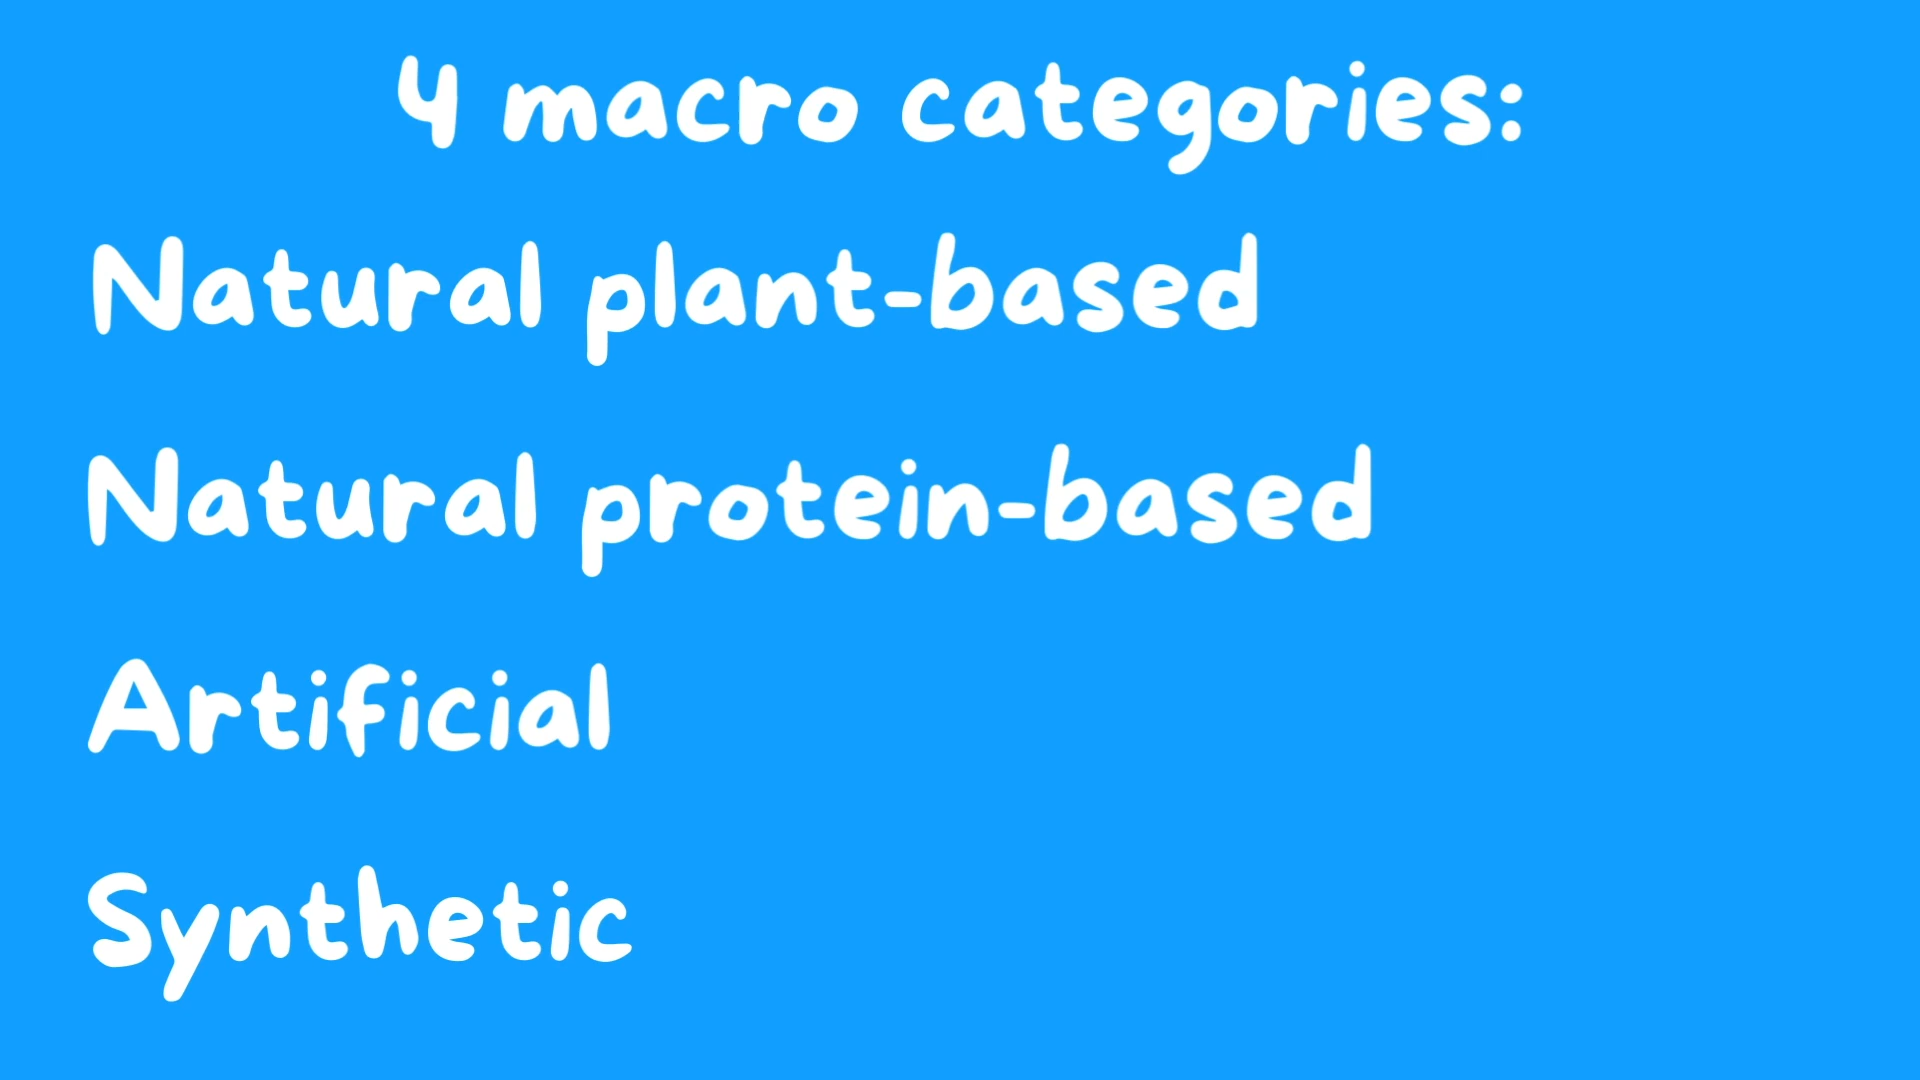 4 macro categories:
Natural plant-based
Natural protein-based
Artificial
Synthetic